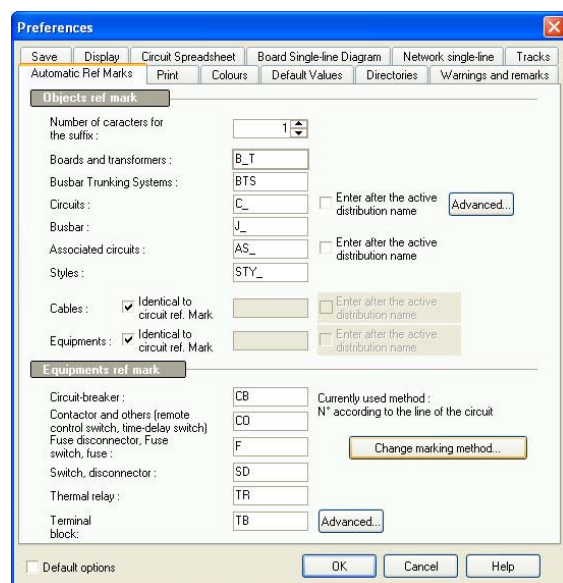 Preferences
Save Display Circuit Spreadsheet Board Single-line Diagram Network single-line Tracks
Automatic Ref Marks Print Colours Default Values Directories Warnings and remarks
Objects ref mark
Number of caracters for
the suffix : 1
Boards and transformers : B_T
Busbar Trunking Systems : BTS
Circuits : C_ Enter after the active
distribution name Advanced...
Busbar : J_
Associated circuits : AS_ Enter after the active
distribution name
Styles : STY_
Cables : Identical to
circuit ref. Mark Enter after the active
distribution name
Equipments : Identical to
circuit ref. Mark Enter after the active
distribution name
Equipments ref mark
Circuit-breaker : CB Currently used method :
N° according to the line of the circuit
Contactor and others (remote
control switch, time-delay switch) CO
Fuse disconnector, Fuse
switch, fuse : F Change marking method...
Switch, disconnector : SD
Thermal relay : TR
Terminal
block: TB Advanced...
Default options OK Cancel Help